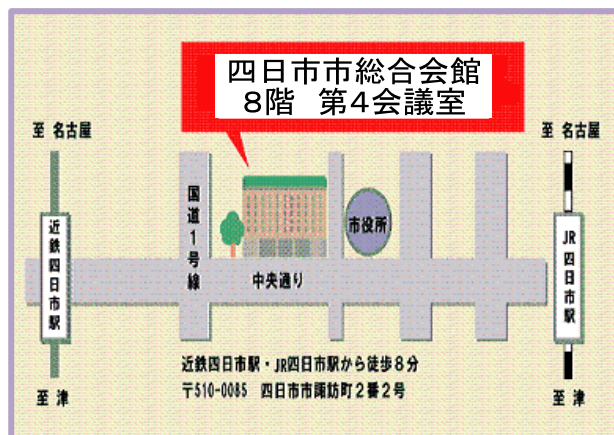 四日市市総合会館
8階　第4会議室
至 名古屋
至 名古屋
国道1号線
市役所
近鉄四日市駅
JR四日市駅
中央通り
近鉄四日市駅・JR四日市駅から徒歩8分
〒510-0085　四日市市諏訪町2番2号
至 津
至 津